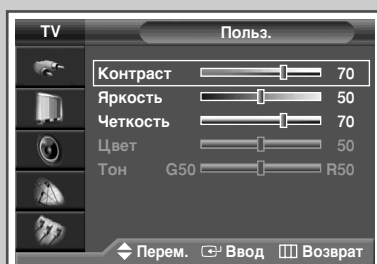 TV Польз.
Контраст 70
Яркость 50
Четкость 70
Цвет 50
Тон G50 R50
Перем. Ввод Возврат